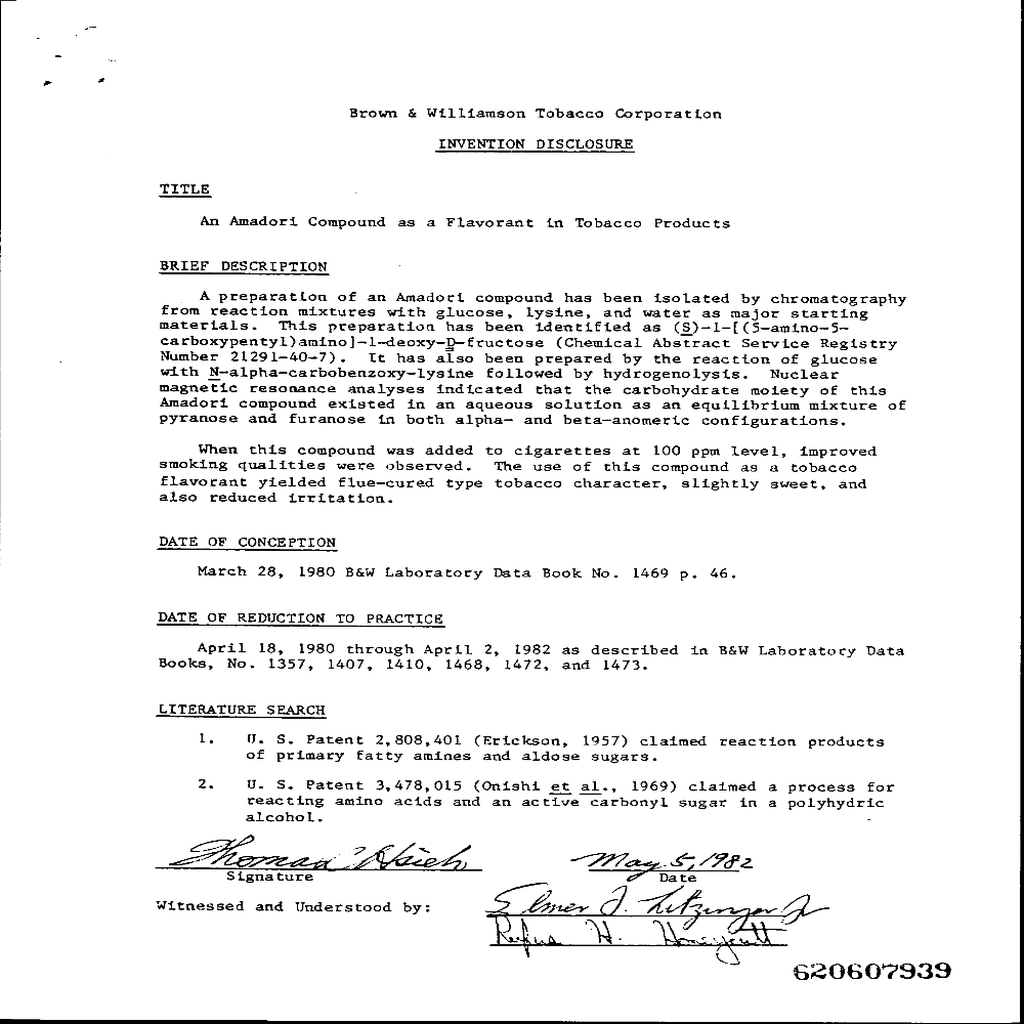 Brown & Williamson Tobacco Corporation
INVENTION DISCLOSURE
TITLE
An Amadori Compound as a Flavorant in Tobacco Products
BRIEF DESCRIPTION
A preparation of an Amadori compound has been isolated by chromatography
from reaction mixtures with glucose, lysine, and water as major starting
materials. This preparation has been identified as (S)-1-[(5-amino-5-
carboxypentyl)amino]-1-deoxy-D-fructose (Chemical Abstract Service Registry
Number 21291-40-7). It has also been prepared by the reaction of glucose
with N-alpha-carbobenzoxy-lysine followed by hydrogenolysis. Nuclear
magnetic resonance analyses indicated that the carbohydrate moiety of this
Amadori compound existed in an aqueous solution as an equilibrium mixture of
pyranose and furanose in both alpha- and beta-anomeric configurations.
When this compound was added to cigarettes at 100 ppm level, improved
smoking qualities were observed. The use of this compound as a tobacco
flavorant yielded flue-cured type tobacco character, slightly sweet, and
also reduced irritation.
DATE OF CONCEPTION
March 28, 1980 B&W Laboratory Data Book No. 1469 p. 46.
DATE OF REDUCTION TO PRACTICE
April 18, 1980 through April 2, 1982 as described in B&W Laboratory Data
Books, No. 1357, 1407, 1410, 1468, 1472, and 1473.
LITERATURE SEARCH
1. U. S. Patent 2,808,401 (Erickson, 1957) claimed reaction products
of primary fatty amines and aldose sugars.
2. U. S. Patent 3,478,015 (Onishi et al., 1969) claimed a process for
reacting amino acids and an active carbonyl sugar in a polyhydric
alcohol.
Thomas Hsieh May 5, 1982
Signature Date
Witnessed and Understood by: Elmer F. Litzinger Jr
Rufus H. Honeycutt
620607939